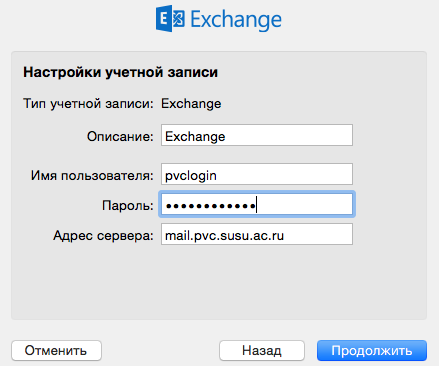 Exchange
Настройки учетной записи
Тип учетной записи: Exchange
Описание: Exchange
Имя пользователя: pvclogin
Пароль: ••••••••••••
Адрес сервера: mail.pvc.susu.ac.ru
Отменить Назад Продолжить